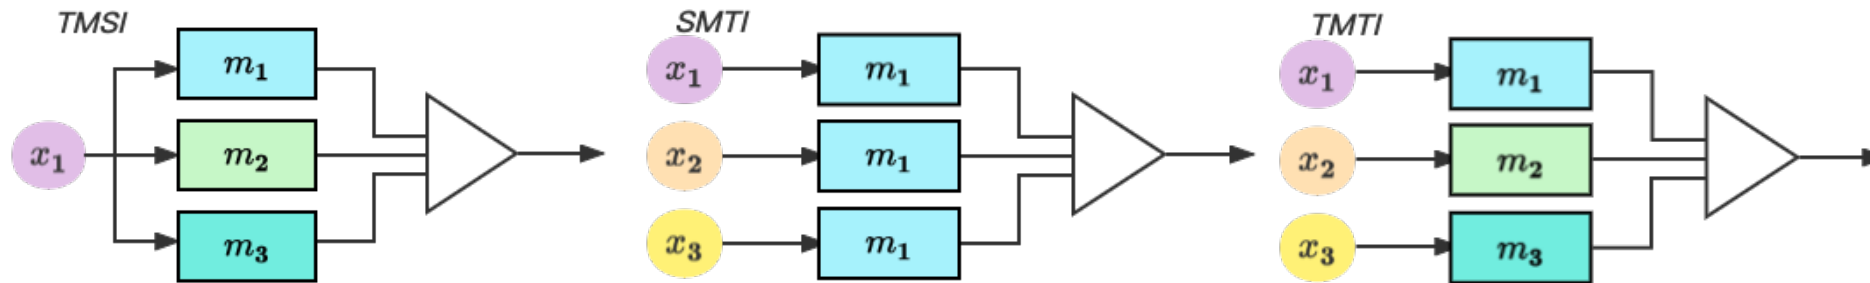 TMSI
x₁
m₁
m₂
m₃
SMTI
x₁
m₁
x₂
m₁
x₃
m₁
TMTI
x₁
m₁
x₂
m₂
x₃
m₃